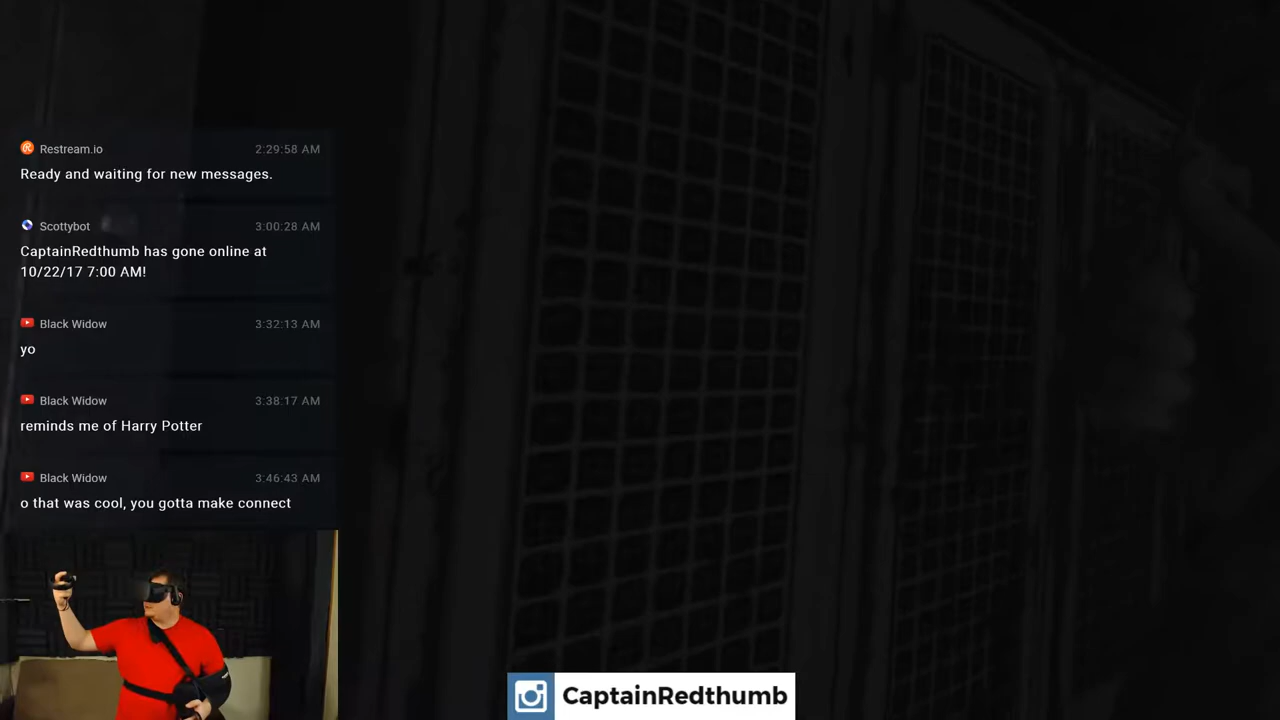 Restream.io 2:29:58 AM
Ready and waiting for new messages.
Scottybot 3:00:28 AM
CaptainRedthumb has gone online at
10/22/17 7:00 AM!
Black Widow 3:32:13 AM
yo
Black Widow 3:38:17 AM
reminds me of Harry Potter
Black Widow 3:46:43 AM
o that was cool, you gotta make connect
CaptainRedthumb